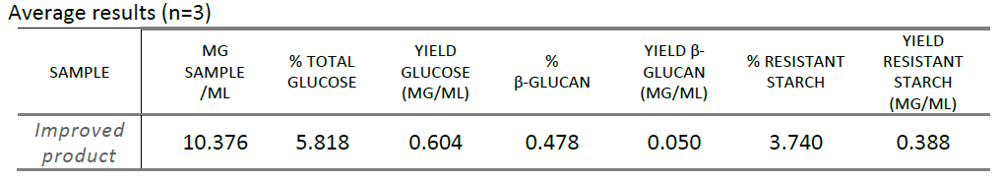 Average results (n=3)
SAMPLE
MG
SAMPLE
/ML
% TOTAL
GLUCOSE
YIELD
GLUCOSE
(MG/ML)
%
β-GLUCAN
YIELD β-
GLUCAN
(MG/ML)
% RESISTANT
STARCH
YIELD
RESISTANT
STARCH
(MG/ML)
Improved
product
10.376
5.818
0.604
0.478
0.050
3.740
0.388